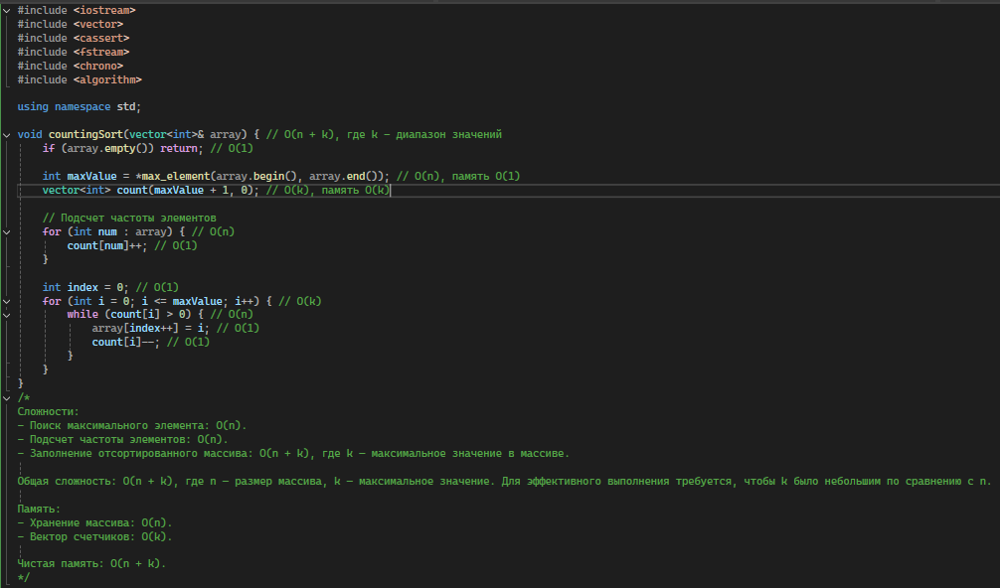 #include <iostream>
#include <vector>
#include <cassert>
#include <fstream>
#include <chrono>
#include <algorithm>
using namespace std;
void countingSort(vector<int>& array) { // O(n + k), где k – диапазон значений
if (array.empty()) return; // O(1)
int maxValue = *max_element(array.begin(), array.end()); // O(n), память O(1)
vector<int> count(maxValue + 1, 0); // O(k), память O(k)
// Подсчет частоты элементов
for (int num : array) { // O(n)
count[num]++; // O(1)
}
int index = 0; // O(1)
for (int i = 0; i <= maxValue; i++) { // O(k)
while (count[i] > 0) { // O(n)
array[index++] = i; // O(1)
count[i]--; // O(1)
}
}
}
/*
Сложности:
- Поиск максимального элемента: O(n).
- Подсчет частоты элементов: O(n).
- Заполнение отсортированного массива: O(n + k), где k – максимальное значение в массиве.
Общая сложность: O(n + k), где n – размер массива, k – максимальное значение. Для эффективного выполнения требуется, чтобы k было небольшим по сравнению с n.
Память:
- Хранение массива: O(n).
- Вектор счетчиков: O(k).
Чистая память: O(n + k).
*/